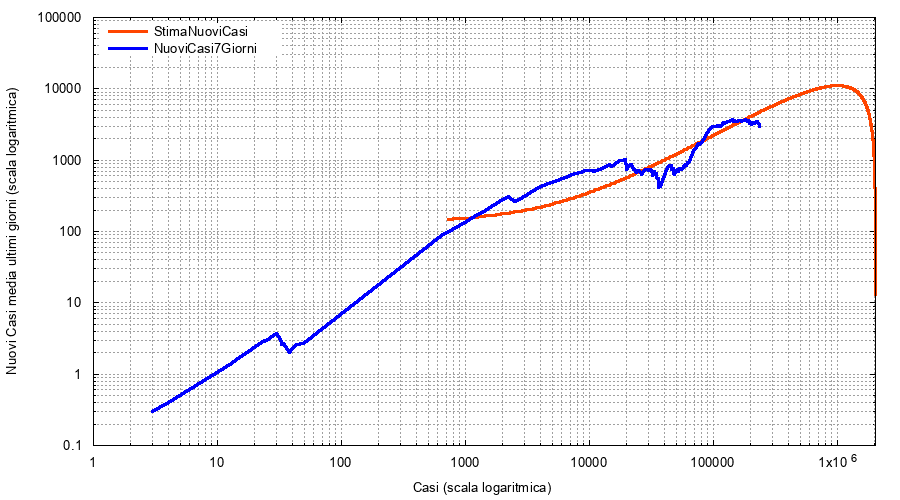 100000
10000
1000
100
10
1
0.1
StimaNuoviCasi
NuoviCasi7Giorni
Nuovi Casi media ultimi giorni (scala logaritmica)
1 10 100 1000 10000 100000 1x10 6
Casi (scala logaritmica)